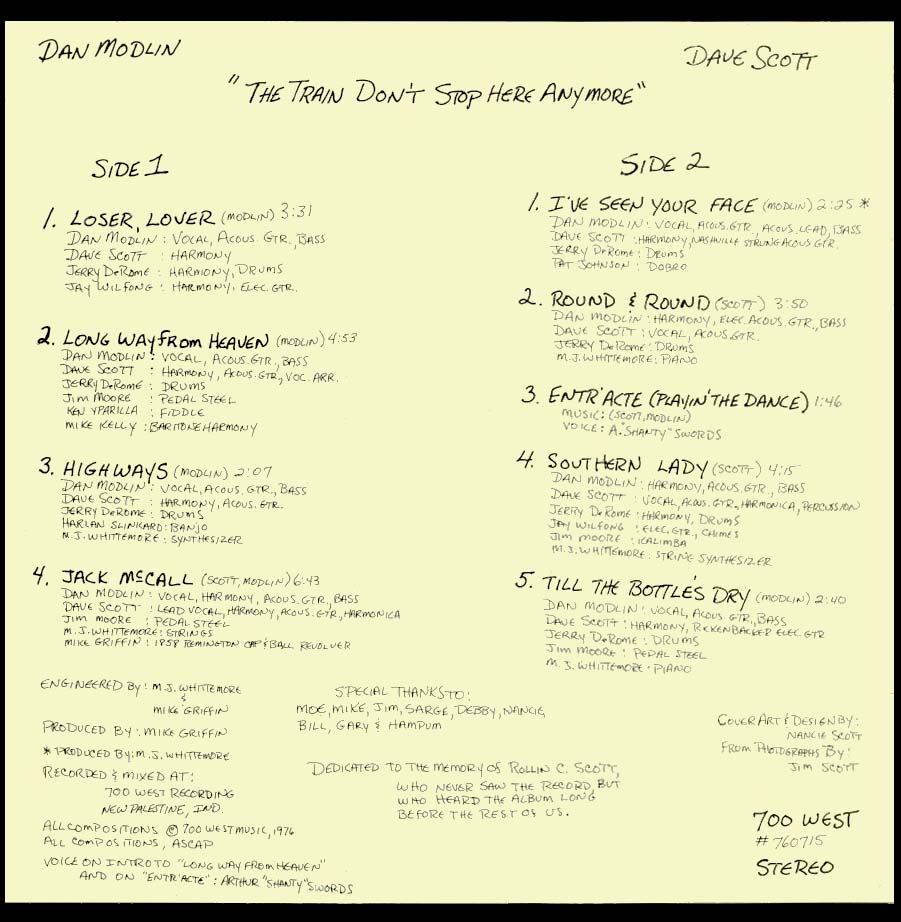 DAN MODLIN
DAVE SCOTT
"THE TRAIN DON'T STOP HERE ANYMORE"
SIDE 1
1. LOSER, LOVER (MODLIN) 3:31
DAN MODLIN : VOCAL, ACOUS. GTR., BASS
DAVE SCOTT : HARMONY
JERRY DeROME : HARMONY, DRUMS
JAY WILFONG : HARMONY, ELEC. GTR.
2. LONG WAY FROM HEAVEN (MODLIN) 4:53
DAN MODLIN : VOCAL, ACOUS. GTR., BASS
DAVE SCOTT : HARMONY, ACOUS. GTR., VOC. ARR.
JERRY DeROME : DRUMS
JIM MOORE : PEDAL STEEL
KEN YPARILLA : FIDDLE
MIKE KELLY : BARITONE HARMONY
3. HIGHWAYS (MODLIN) 2:07
DAN MODLIN : VOCAL, ACOUS. GTR., BASS
DAVE SCOTT : HARMONY, ACOUS. GTR.
JERRY DeROME : DRUMS
HARLAN SLINKARD : BANJO
M.J. WHITTEMORE : SYNTHESIZER
4. JACK McCALL (SCOTT, MODLIN) 6:43
DAN MODLIN : VOCAL, HARMONY, ACOUS. GTR., BASS
DAVE SCOTT : LEAD VOCAL, HARMONY, ACOUS. GTR, HARMONICA
JIM MOORE : PEDAL STEEL
M.J. WHITTEMORE : STRINGS
MIKE GRIFFIN : 1858 REMINGTON CAP & BALL REVOLVER
SIDE 2
1. I'VE SEEN YOUR FACE (MODLIN) 2:25 *
DAN MODLIN : VOCAL, ACOUS. GTR., ACOUS. LEAD, BASS
DAVE SCOTT : HARMONY, NASHVILLE STRUNG ACOUS GTR.
JERRY DeROME : DRUMS
PAT JOHNSON : DOBRO
2. ROUND & ROUND (SCOTT) 3:50
DAN MODLIN : HARMONY, ELEC. ACOUS. GTR., BASS
DAVE SCOTT : VOCAL, ACOUS. GTR.
JERRY DeROME : DRUMS
M.J. WHITTEMORE : PIANO
3. ENTR'ACTE (PLAYIN' THE DANCE) 1:46
MUSIC : (SCOTT, MODLIN)
VOICE : A. "SHANTY" SWORDS
4. SOUTHERN LADY (SCOTT) 4:15
DAN MODLIN : HARMONY, ACOUS. GTR., BASS
DAVE SCOTT : VOCAL, ACOUS. GTR., HARMONICA, PERCUSSION
JERRY DeROME : HARMONY, DRUMS
JAY WILFONG : ELEC. GTR., CHIMES
JIM MOORE : KALIMBA
M.J. WHITTEMORE : STRING SYNTHESIZER
5. TILL THE BOTTLE'S DRY (MODLIN) 2:40
DAN MODLIN : VOCAL, ACOUS GTR., BASS
DAVE SCOTT : HARMONY, RICKENBACKER ELEC. GTR
JERRY DeROME : DRUMS
JIM MOORE : PEDAL STEEL
M.J. WHITTEMORE : PIANO
ENGINEERED BY : M.J. WHITTEMORE
&
MIKE GRIFFIN
PRODUCED BY : MIKE GRIFFIN
* PRODUCED BY : M.J. WHITTEMORE
RECORDED & MIXED AT :
700 WEST RECORDING
NEW PALESTINE, IND.
ALL COMPOSITIONS © 700 WEST MUSIC, 1976
ALL COMPOSITIONS, ASCAP
VOICE ON INTRO TO "LONG WAY FROM HEAVEN"
AND ON "ENTR'ACTE" : ARTHUR "SHANTY" SWORDS
SPECIAL THANKS TO :
MOE, MIKE, JIM, SARGE, DEBBY, NANCIE,
BILL, GARY & HAMPUM
DEDICATED TO THE MEMORY OF ROLLIN C. SCOTT,
WHO NEVER SAW THE RECORD, BUT
WHO HEARD THE ALBUM LONG
BEFORE THE REST OF US.
COVER ART & DESIGN BY :
NANCIE SCOTT
FROM PHOTOGRAPHS BY :
JIM SCOTT
700 WEST
# 760715
STEREO